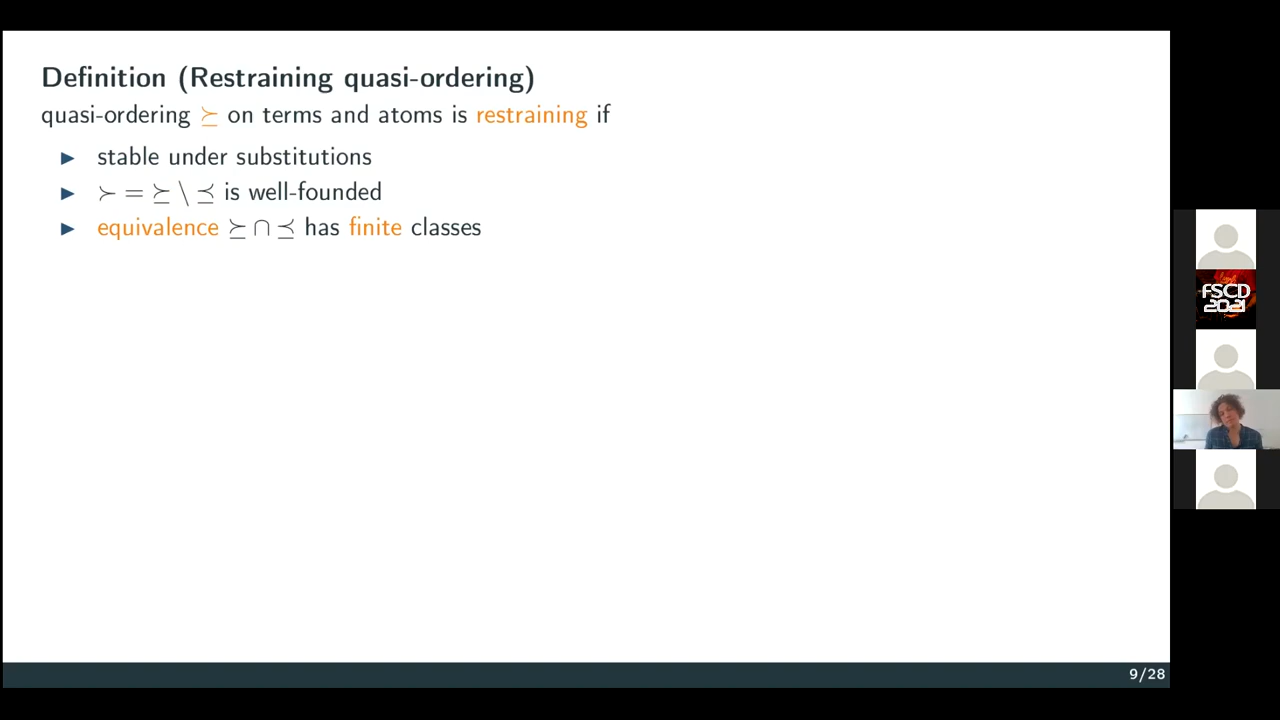 Definition (Restraining quasi-ordering)
quasi-ordering ⪰ on terms and atoms is restraining if
▶ stable under substitutions
▶ ≻ = ⪰ \ ⪯ is well-founded
▶ equivalence ⪰ ∩ ⪯ has finite classes
FSCD
2021
9/28